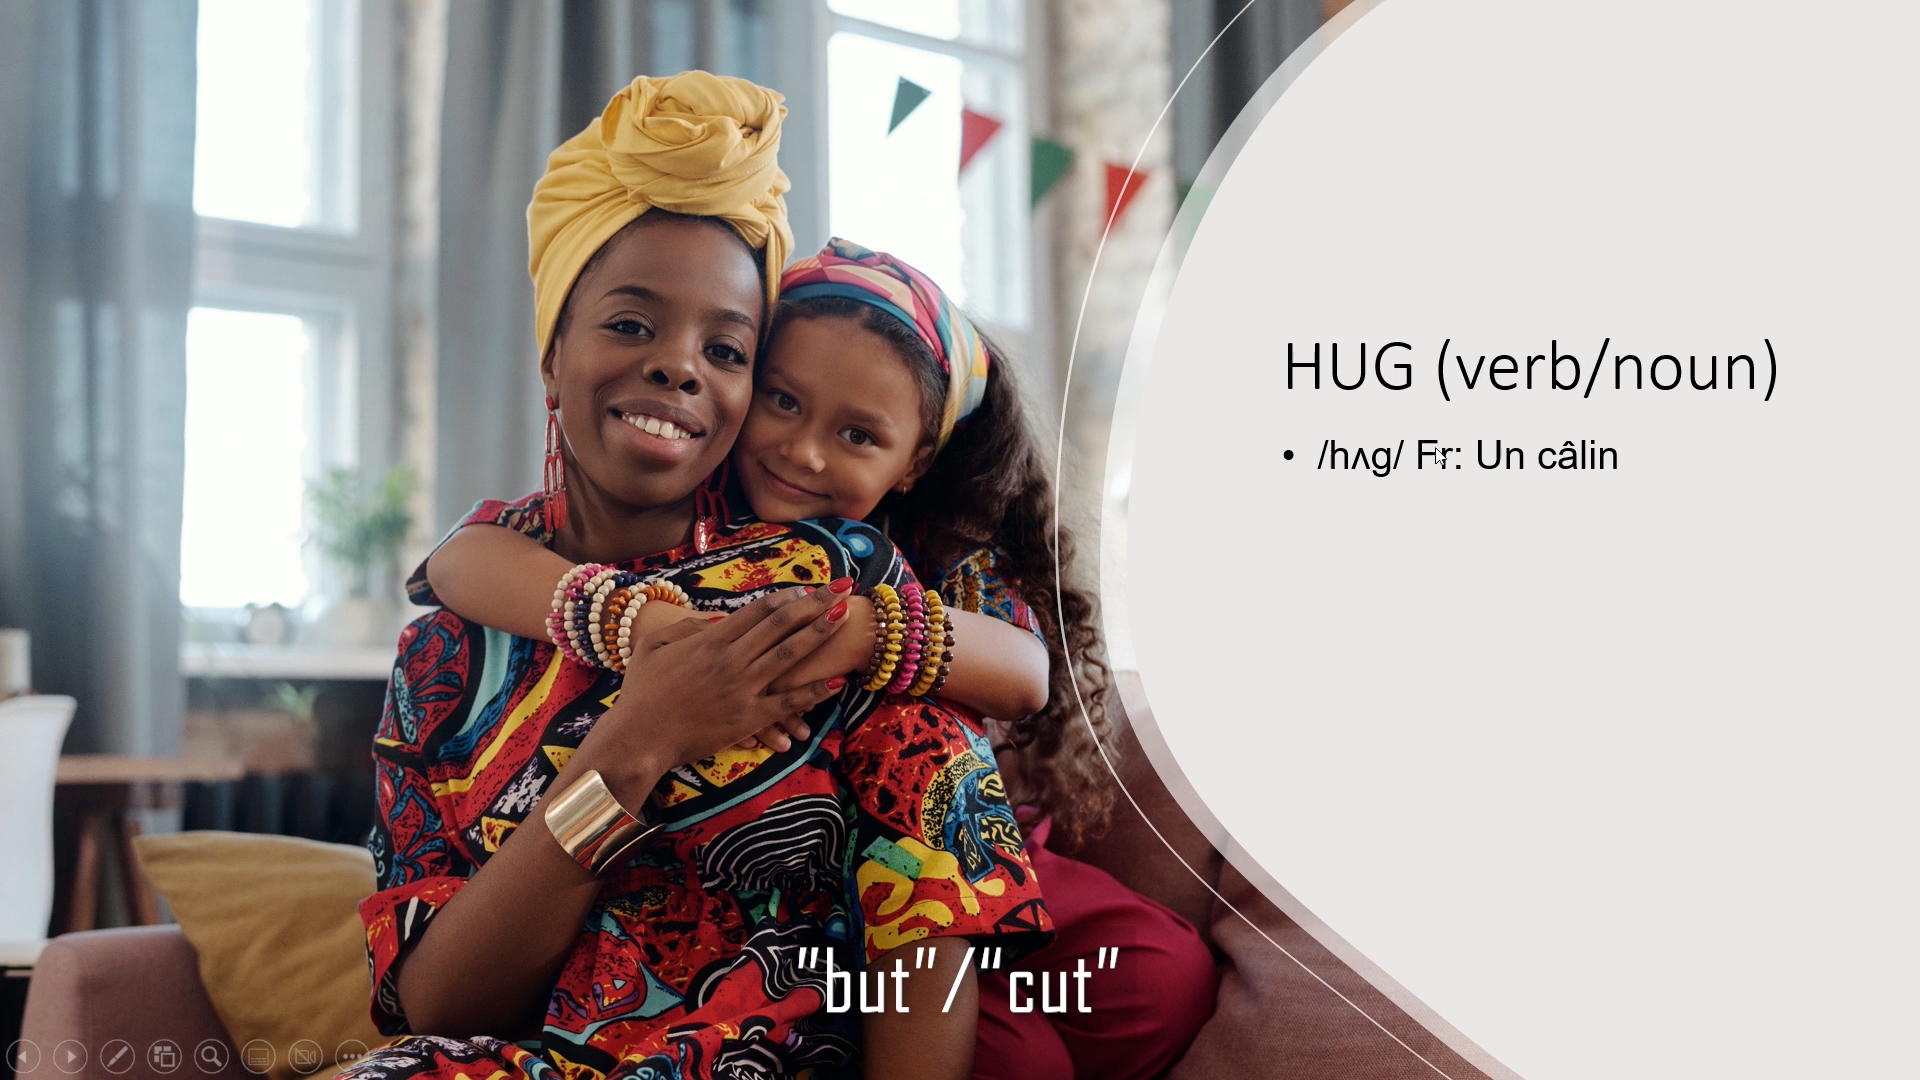 HUG (verb/noun)
• /hʌg/ Fr: Un câlin
"but"/"cut"